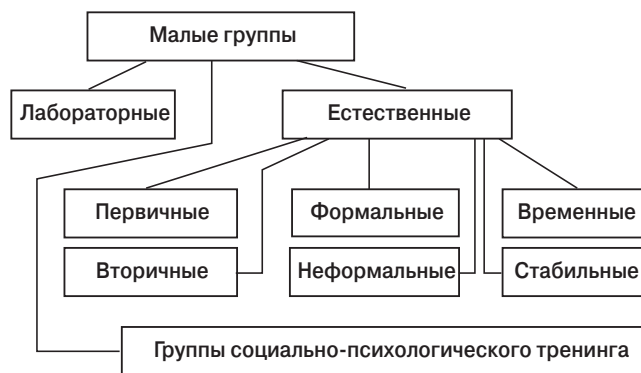 Малые группы
Лабораторные
Естественные
Первичные
Формальные
Временные
Вторичные
Неформальные
Стабильные
Группы социально-психологического тренинга